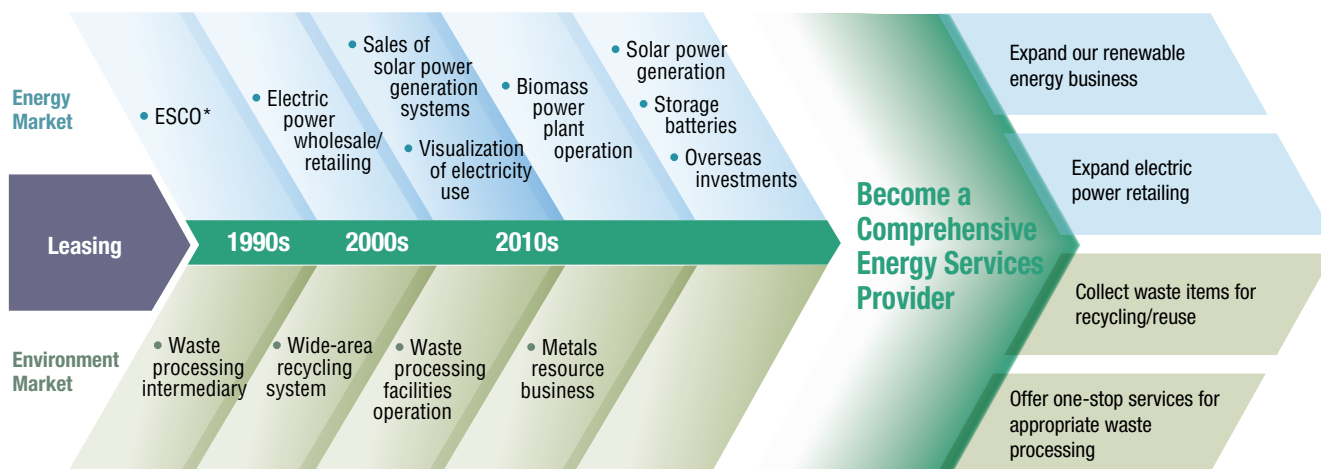 Energy
Market
• ESCO*
• Electric
power
wholesale/
retailing
• Sales of
solar power
generation
systems
• Visualization
of electricity
use
• Biomass
power
plant
operation
• Solar power
generation
• Storage
batteries
• Overseas
investments
Leasing
1990s
2000s
2010s
Environment
Market
• Waste
processing
intermediary
• Wide-area
recycling
system
• Waste
processing
facilities
operation
• Metals
resource
business
Become a
Comprehensive
Energy Services
Provider
Expand our renewable
energy business
Expand electric
power retailing
Collect waste items for
recycling/reuse
Offer one-stop services for
appropriate waste
processing